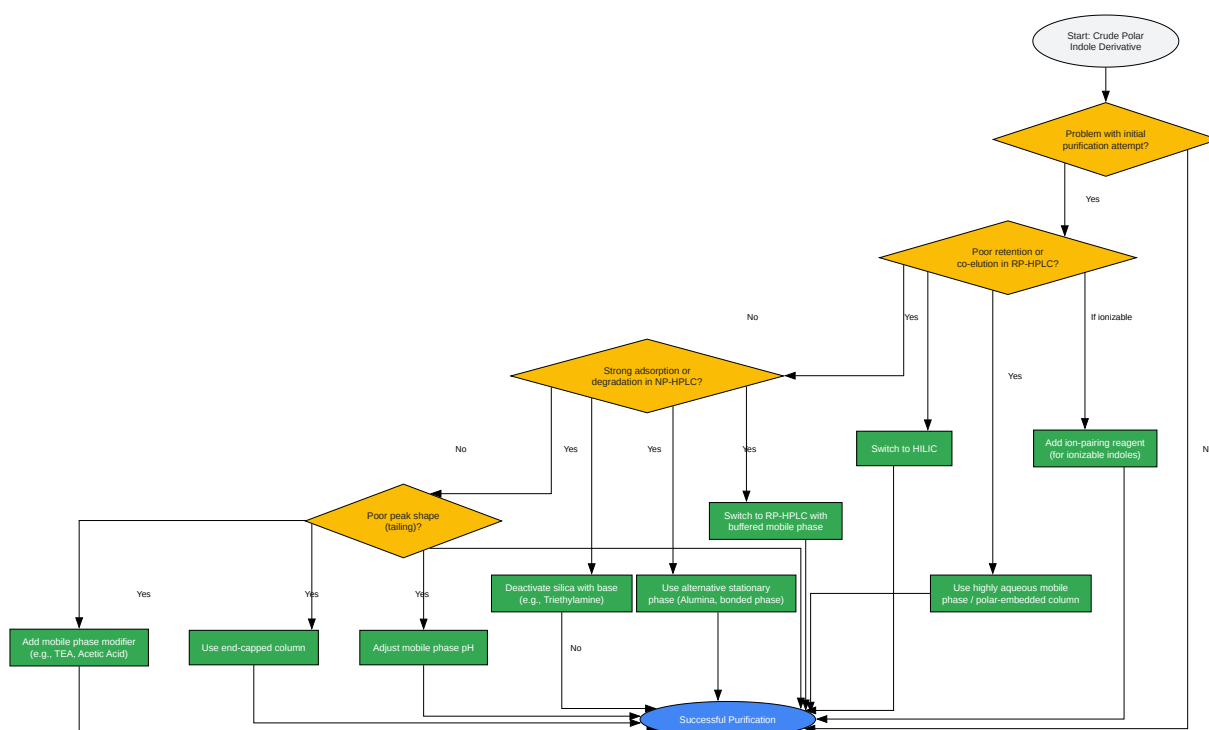 Start: Crude Polar
Indole Derivative
Problem with initial
purification attempt?
Yes
Poor retention or
co-elution in RP-HPLC?
No
Yes
If ionizable
Strong adsorption or
degradation in NP-HPLC?
Yes
No
Yes
Yes
Yes
Switch to HILIC
Add ion-pairing reagent
(for ionizable indoles)
N
Poor peak shape
(tailing)?
Switch to RP-HPLC with
buffered mobile phase
Yes
Yes
Yes
Deactivate silica with base
(e.g., Triethylamine)
Use alternative stationary
phase (Alumina, bonded phase)
Use highly aqueous mobile
phase / polar-embedded column
Add mobile phase modifier
(e.g., TEA, Acetic Acid)
Use end-capped column
Adjust mobile phase pH
No
Successful Purification